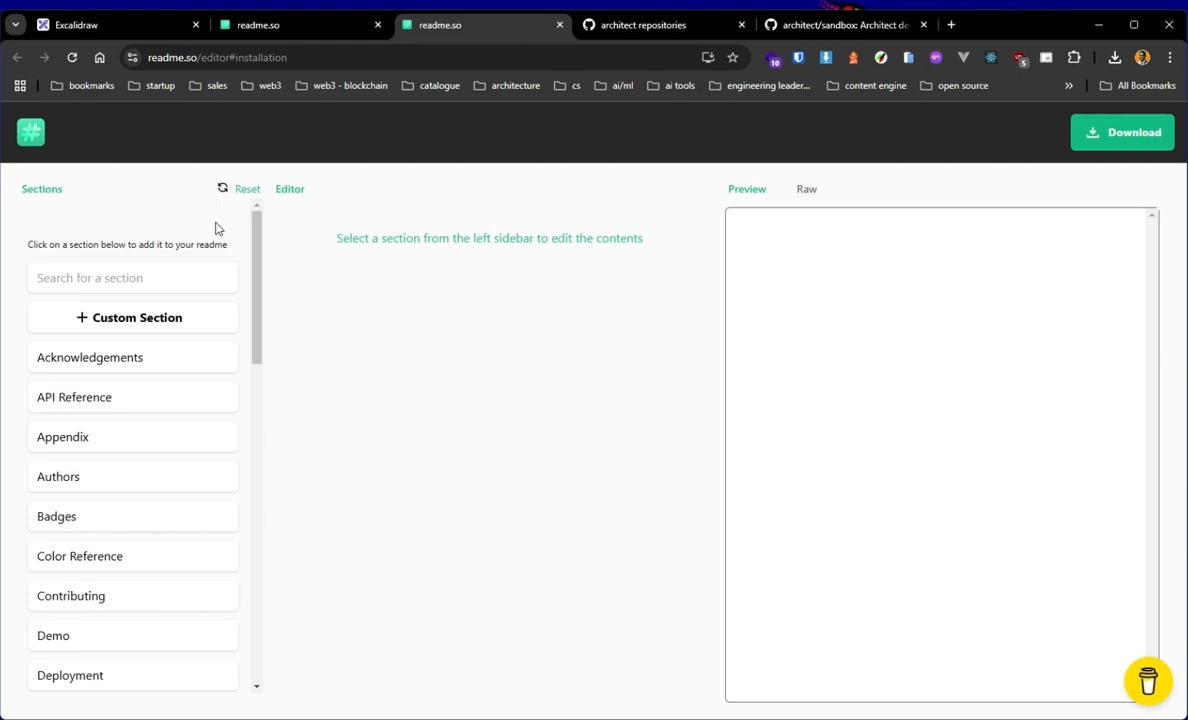 Excalidraw
readme.so
readme.so
architect repositories
architect/sandbox: Architect de
readme.so/editor#installation
10
5
bookmarks
startup
sales
web3
web3 - blockchain
catalogue
architecture
cs
ai/ml
ai tools
engineering leader...
content engine
open source
All Bookmarks
Download
Sections
Reset
Editor
Preview
Raw
Click on a section below to add it to your readme
Select a section from the left sidebar to edit the contents
Search for a section
+ Custom Section
Acknowledgements
API Reference
Appendix
Authors
Badges
Color Reference
Contributing
Demo
Deployment